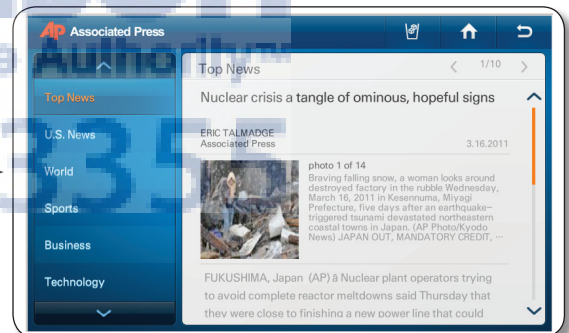 AP Associated Press
Top News
U.S. News
World
Sports
Business
Technology
Top News
1/10
Nuclear crisis a tangle of ominous, hopeful signs
ERIC TALMADGE
Associated Press
3.16.2011
photo 1 of 14
Braving falling snow, a woman looks around
destroyed factory in the rubble Wednesday,
March 16, 2011 in Kesennuma, Miyagi
Prefecture, five days after an earthquake-
triggered tsunami devastated northeastern
coastal towns in Japan. (AP Photo/Kyodo
News) JAPAN OUT, MANDATORY CREDIT, ···
FUKUSHIMA, Japan (AP) â Nuclear plant operators trying
to avoid complete reactor meltdowns said Thursday that
they were close to finishing a new power line that could
Authority
3355